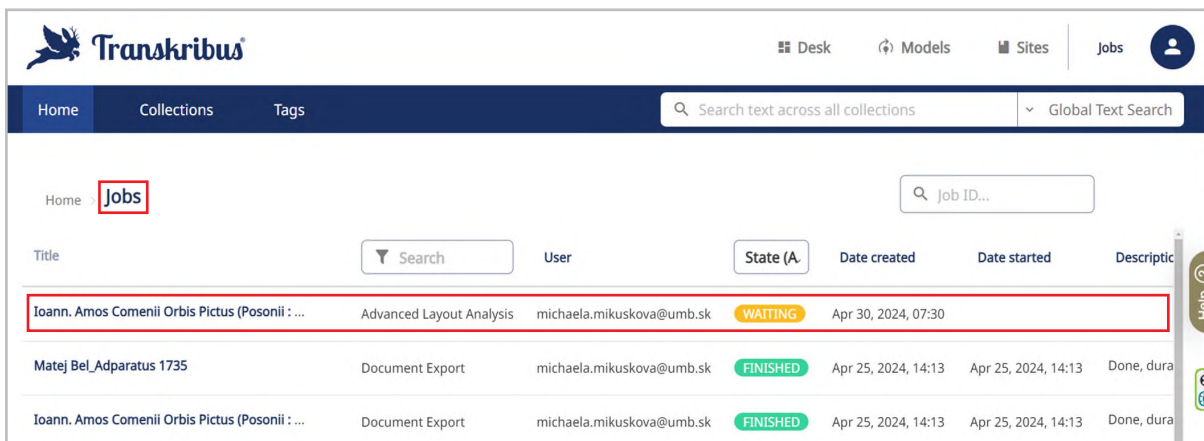 Transkribus®
Desk Models Sites Jobs
Home Collections Tags Search text across all collections Global Text Search
Home > Jobs Job ID...
Title Search User State (A. Date created Date started Descriptic
Ioann. Amos Comenii Orbis Pictus (Posonii : ... Advanced Layout Analysis michaela.mikuskova@umb.sk WAITING Apr 30, 2024, 07:30
Matej Bel_Adparatus 1735 Document Export michaela.mikuskova@umb.sk FINISHED Apr 25, 2024, 14:13 Apr 25, 2024, 14:13 Done, dura
Ioann. Amos Comenii Orbis Pictus (Posonii : ... Document Export michaela.mikuskova@umb.sk FINISHED Apr 25, 2024, 14:13 Apr 25, 2024, 14:13 Done, dura
Help